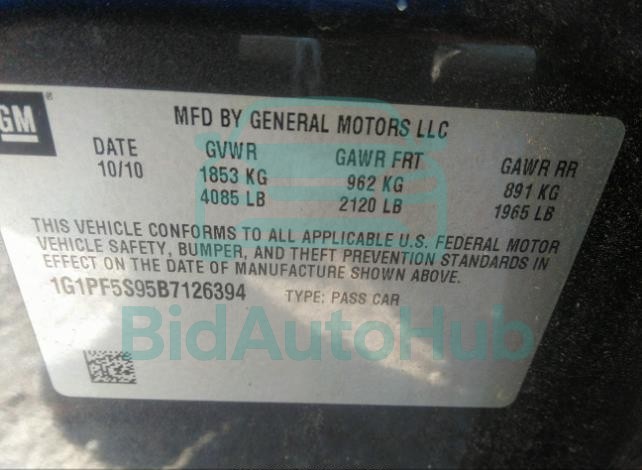 GM
®
MFD BY GENERAL MOTORS LLC
DATE GVWR GAWR FRT GAWR RR
10/10 1853 KG 962 KG 891 KG
4085 LB 2120 LB 1965 LB
THIS VEHICLE CONFORMS TO ALL APPLICABLE U.S. FEDERAL MOTOR
VEHICLE SAFETY, BUMPER, AND THEFT PREVENTION STANDARDS IN
EFFECT ON THE DATE OF MANUFACTURE SHOWN ABOVE.
1G1PF5S95B7126394 TYPE: PASS CAR
BidAutoHub